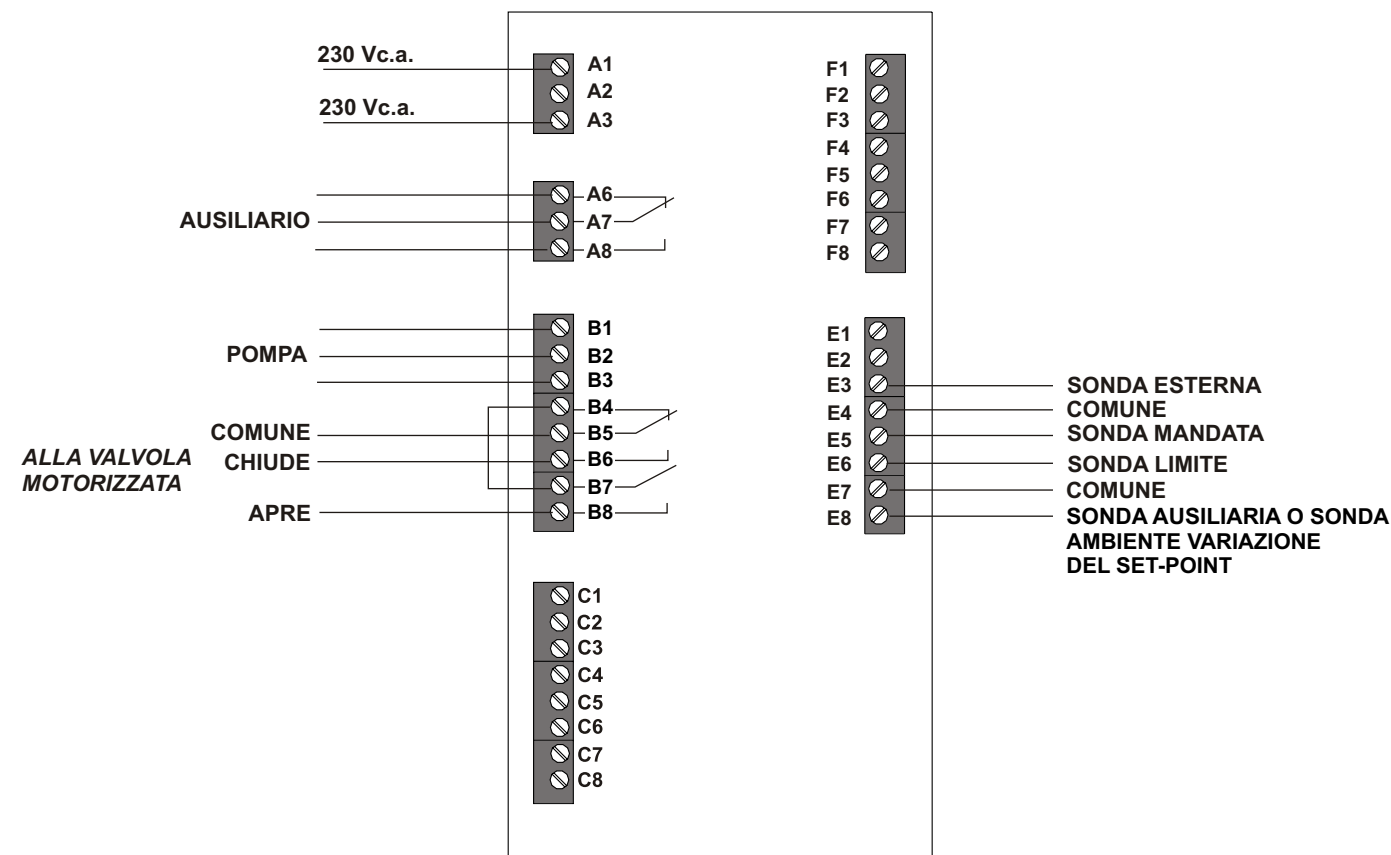 230 Vc.a.
A1
A2
230 Vc.a.
A3
A6
AUSILIARIO
A7
A8
B1
POMPA
B2
B3
B4
COMUNE
B5
ALLA VALVOLA
MOTORIZZATA
CHIUDE
B6
B7
APRE
B8
C1
C2
C3
C4
C5
C6
C7
C8
F1
F2
F3
F4
F5
F6
F7
F8
E1
E2
E3
SONDA ESTERNA
E4
COMUNE
E5
SONDA MANDATA
E6
SONDA LIMITE
E7
COMUNE
E8
SONDA AUSILIARIA O SONDA
AMBIENTE VARIAZIONE
DEL SET-POINT